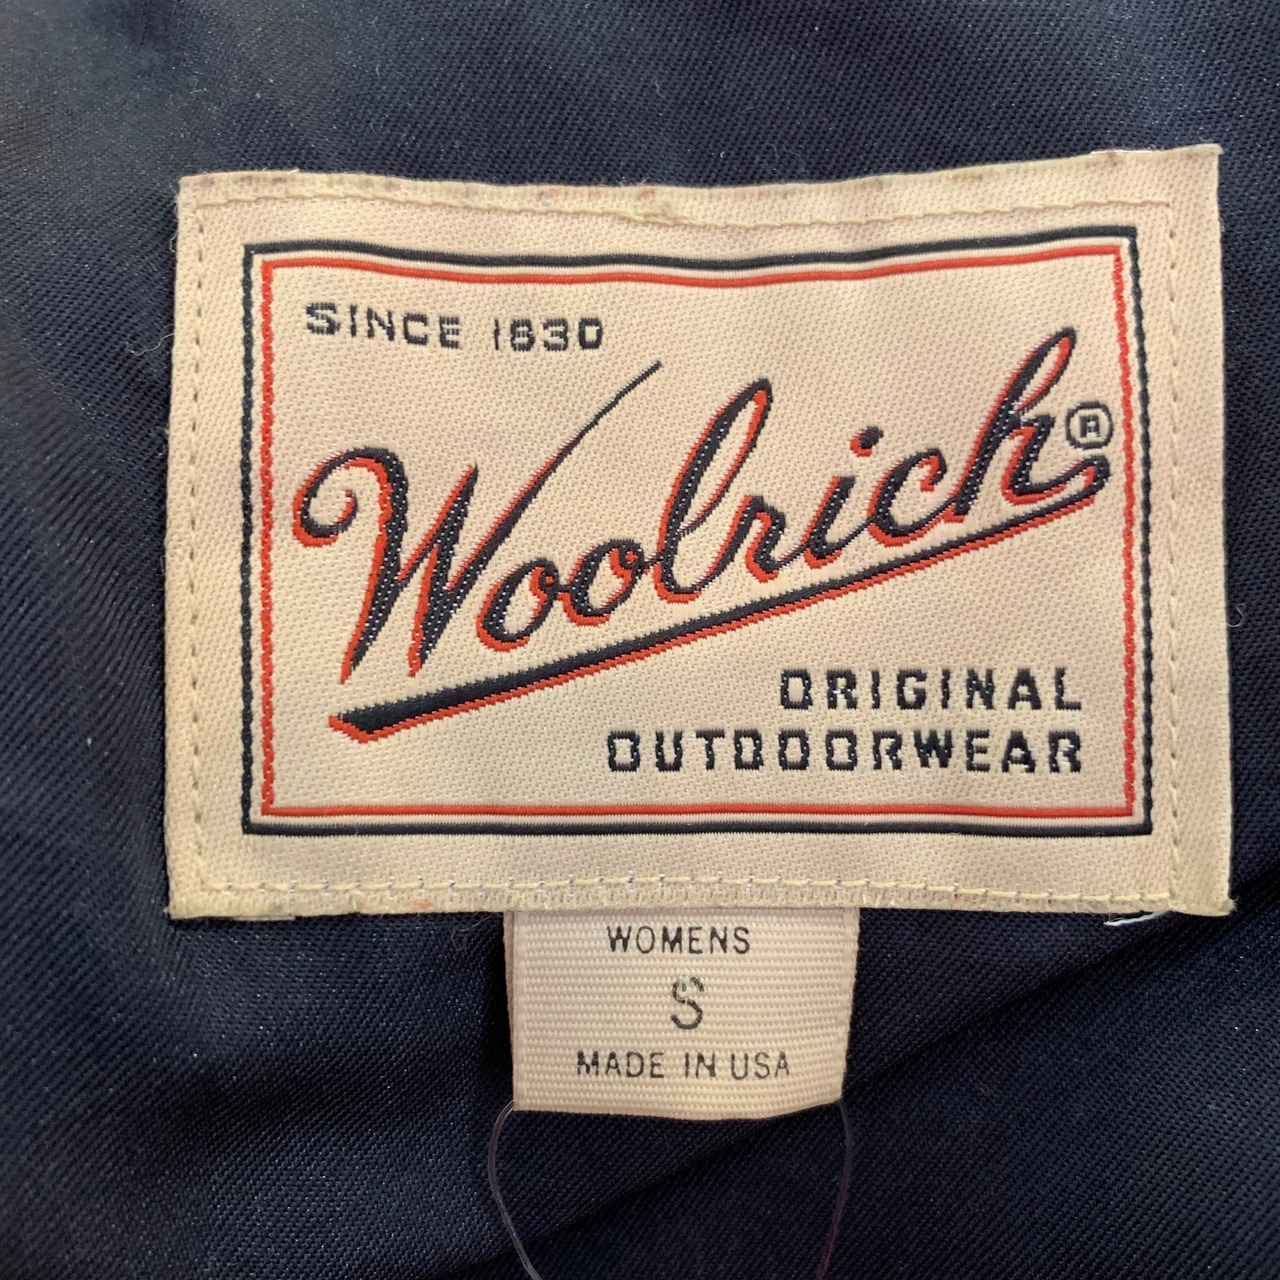 SINCE 1830
Woolrich®
ORIGINAL
OUTDOORWEAR
WOMENS
S
MADE IN USA